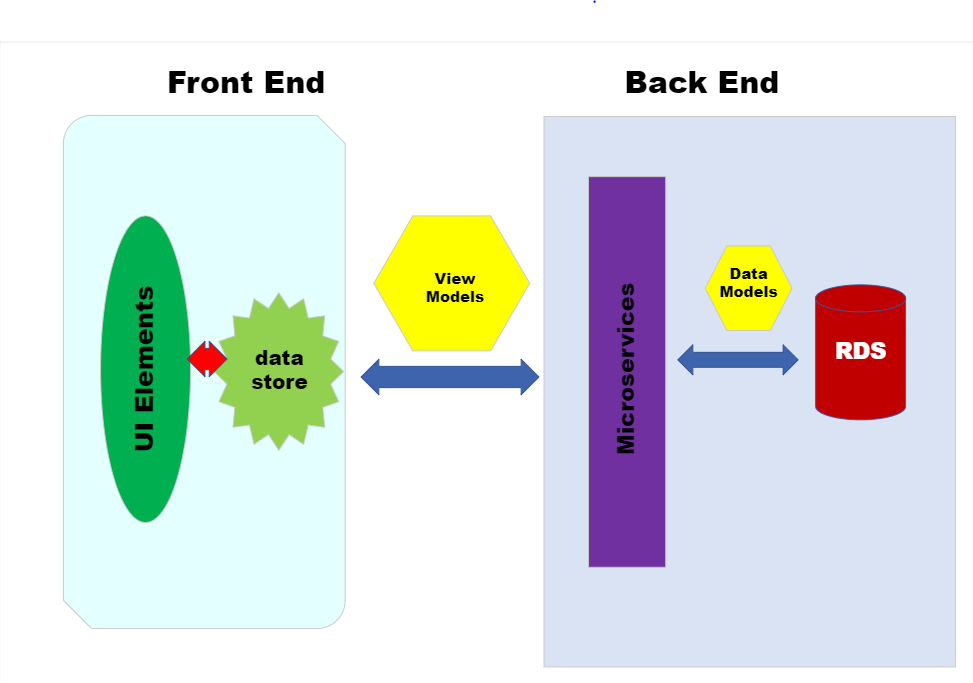 Front End
Back End
UI Elements
data
store
View
Models
Microservices
Data
Models
RDS